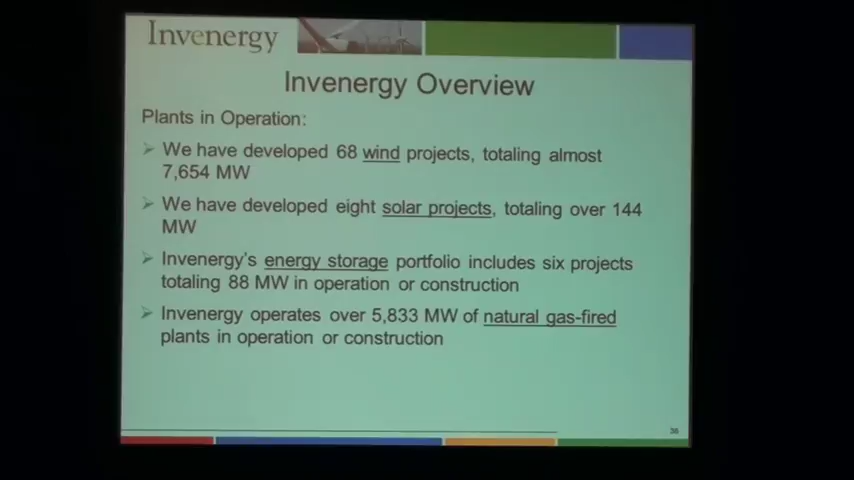 Invenergy
Invenergy Overview
Plants in Operation:
We have developed 68 wind projects, totaling almost
7,654 MW
We have developed eight solar projects, totaling over 144
MW
Invenergy's energy storage portfolio includes six projects
totaling 88 MW in operation or construction
Invenergy operates over 5,833 MW of natural gas-fired
plants in operation or construction
36